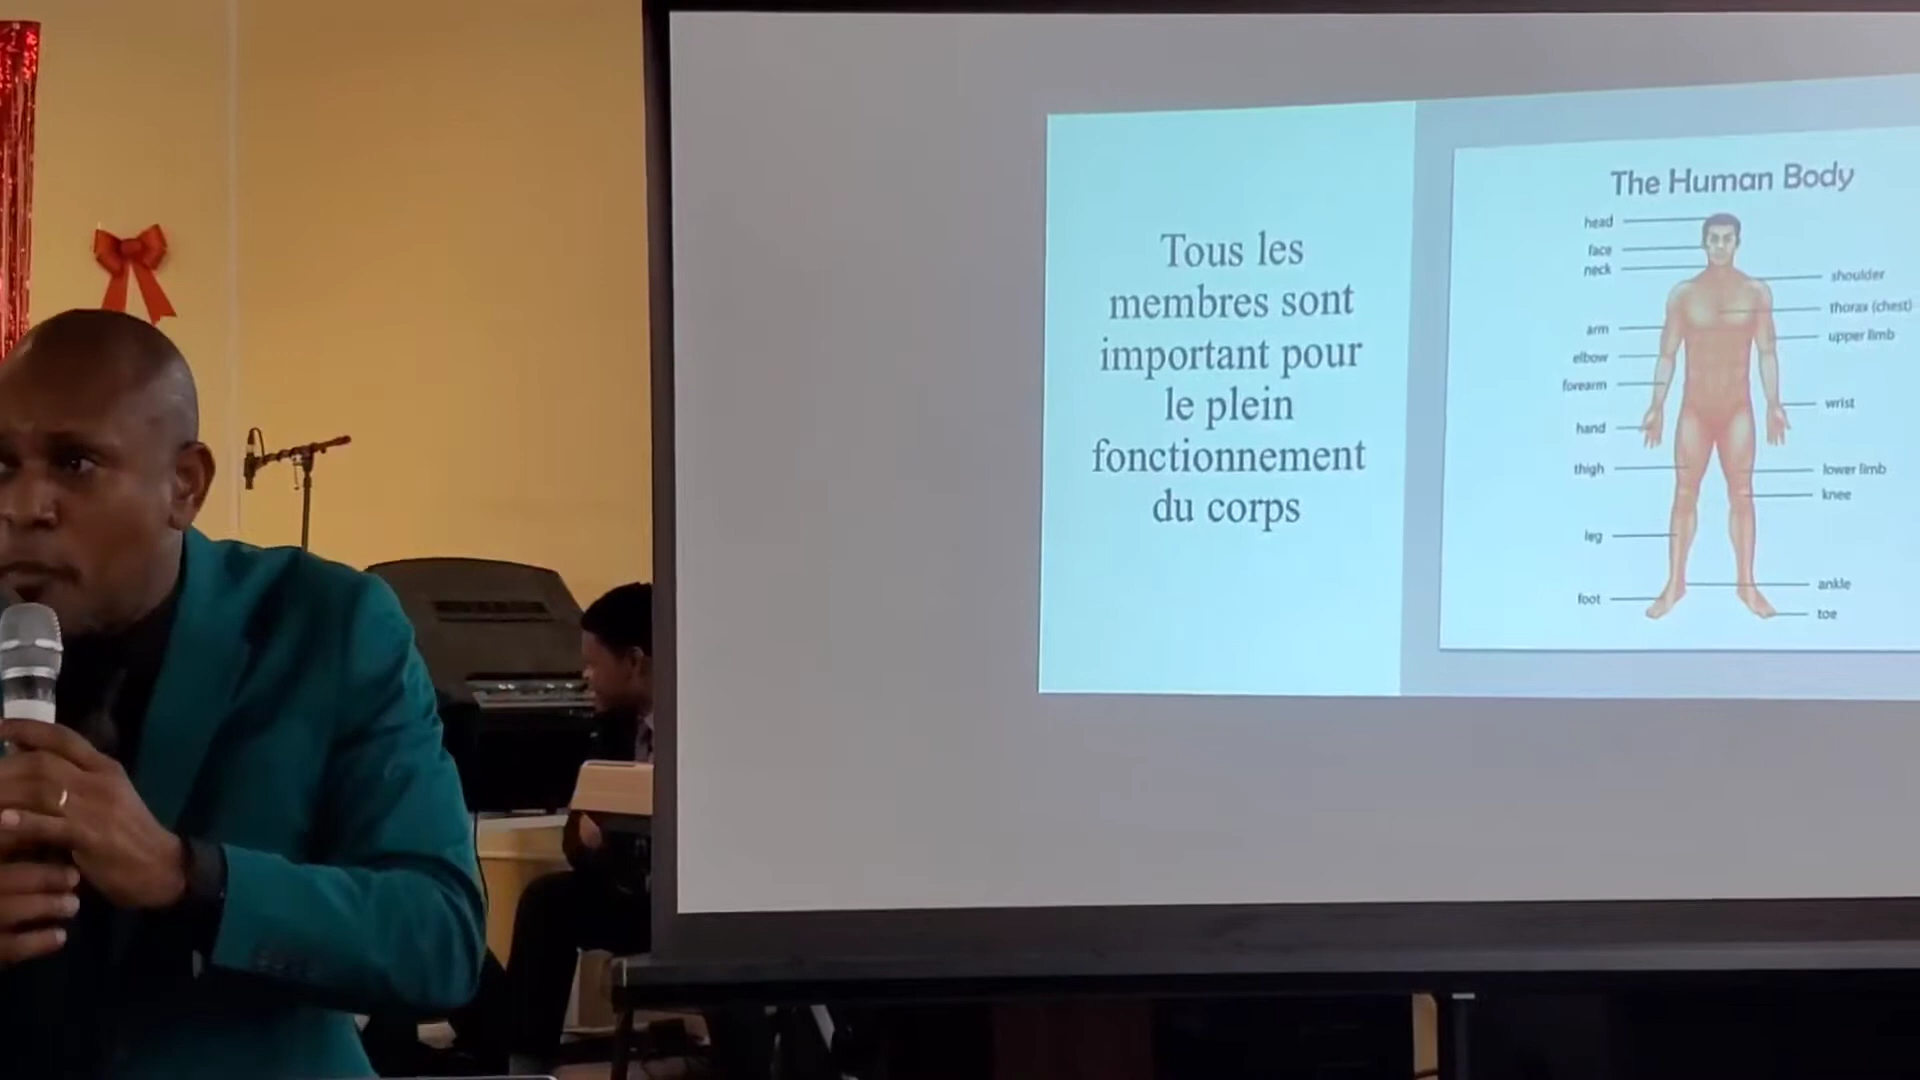 Tous les
membres sont
important pour
le plein
fonctionnement
du corps
The Human Body
head
face
neck
arm
elbow
forearm
hand
thigh
leg
foot
shoulder
thorax (chest)
upper limb
wrist
lower limb
knee
ankle
toe